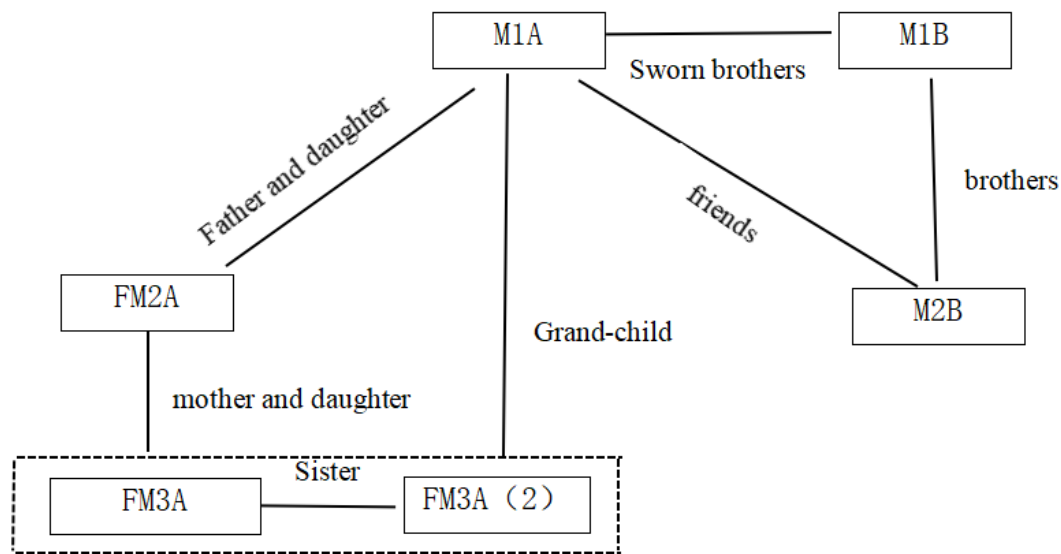 M1A
M1B
Sworn brothers
Father and daughter
brothers
friends
FM2A
M2B
Grand-child
mother and daughter
Sister
FM3A
FM3A（2）